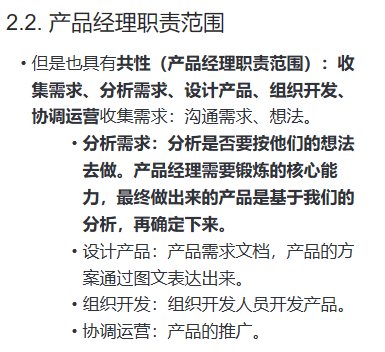 2.2. 产品经理职责范围
• 但是也具有共性（产品经理职责范围）：收
集需求、分析需求、设计产品、组织开发、
协调运营收集需求：沟通需求、想法。
• 分析需求：分析是否要按他们的想法
去做。产品经理需要锻炼的核心能
力，最终做出来的产品是基于我们的
分析，再确定下来。
• 设计产品：产品需求文档，产品的方
案通过图文表达出来。
• 组织开发：组织开发人员开发产品。
• 协调运营：产品的推广。